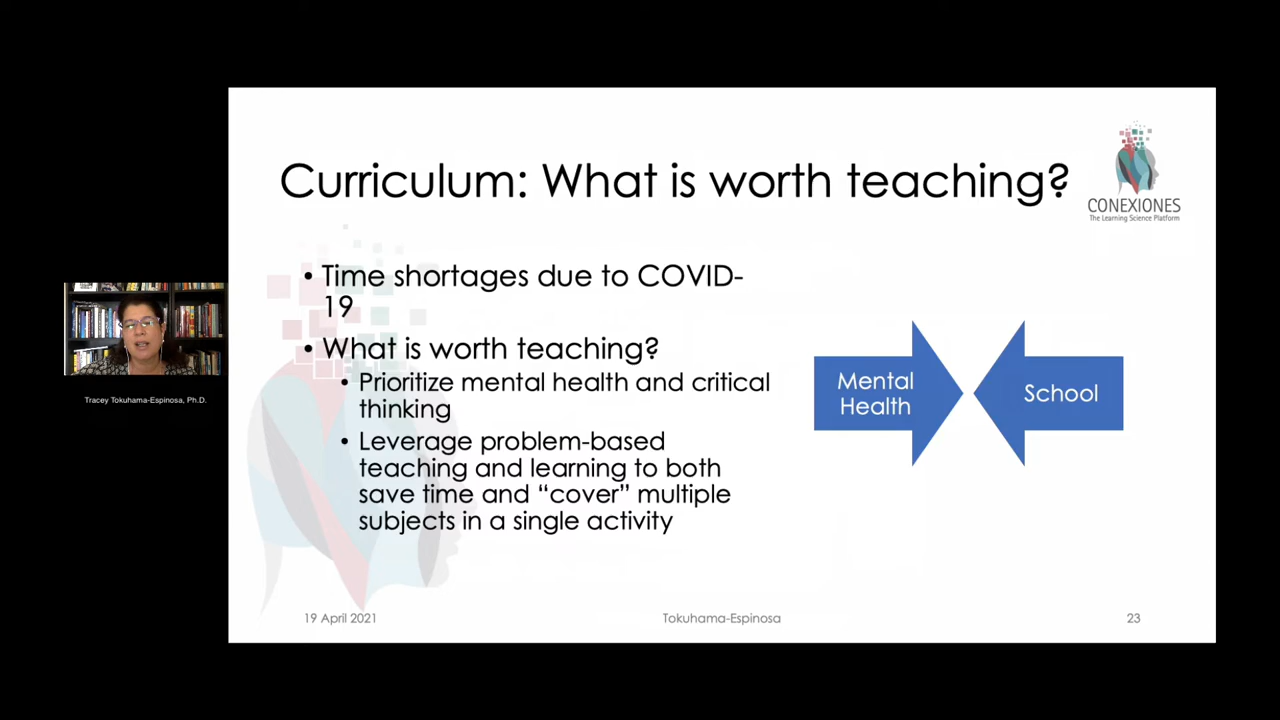 Curriculum: What is worth teaching?
CONEXIONES
The Learning Science Platform
• Time shortages due to COVID-
19
• What is worth teaching?
• Prioritize mental health and critical
thinking
• Leverage problem-based
teaching and learning to both
save time and “cover” multiple
subjects in a single activity
Mental
Health
School
Tracey Tokuhama-Espinosa, Ph.D.
19 April 2021
Tokuhama-Espinosa
23